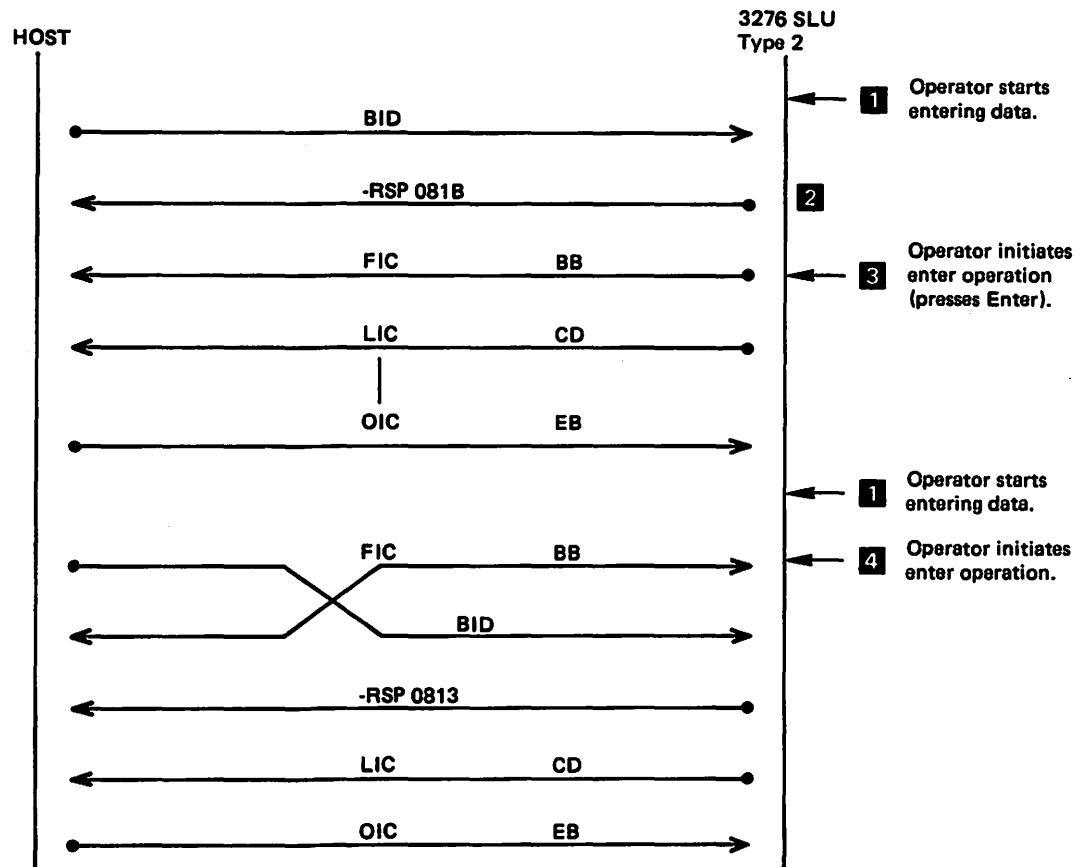 HOST
3276 SLU
Type 2
1 Operator starts
entering data.
BID
-RSP 081B
2
FIC BB
3 Operator initiates
enter operation
(presses Enter).
LIC CD
OIC EB
1 Operator starts
entering data.
FIC BB
4 Operator initiates
enter operation.
BID
-RSP 0813
LIC CD
OIC EB